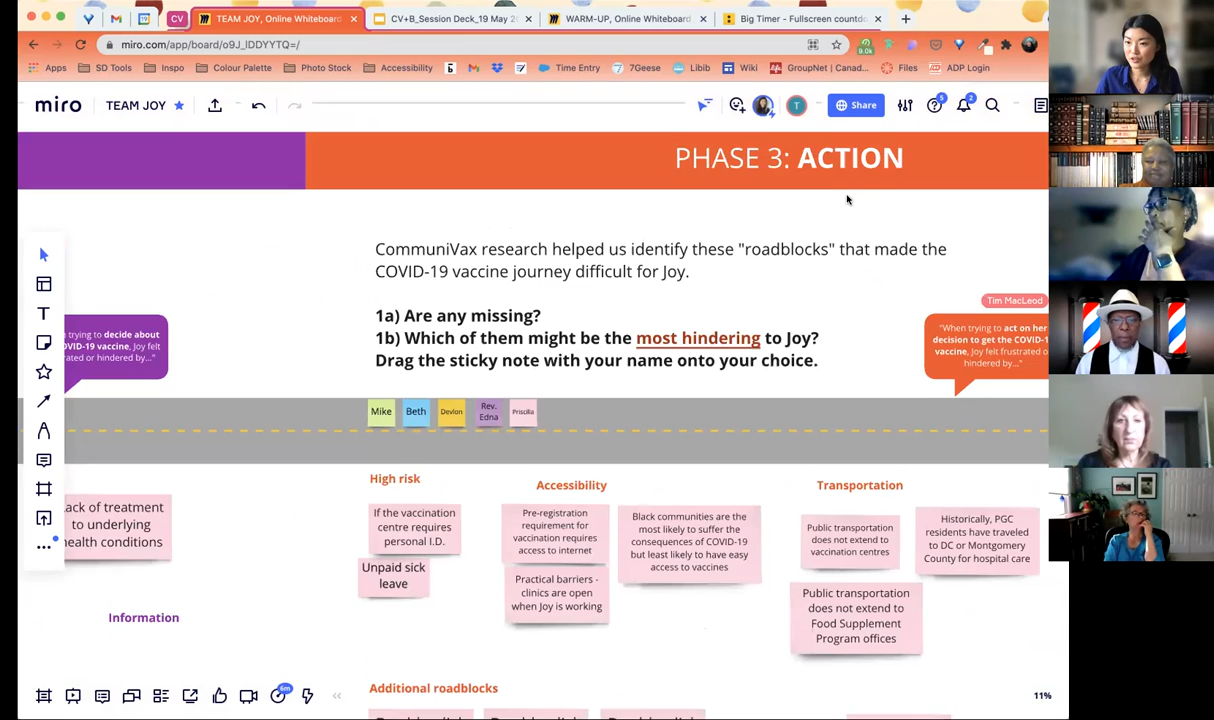 CV
TEAM JOY, Online Whiteboard
CV+B_Session Deck_19 May 2
WARM-UP, Online Whiteboard
Big Timer - Fullscreen countdo
miro.com/app/board/o9J_lDDYYTQ=/
9.0k
Apps
SD Tools
Inspo
Colour Palette
Photo Stock
Accessibility
Time Entry
7Geese
Libib
Wiki
GroupNet | Canad...
Files
ADP Login
miro
TEAM JOY
T
Share
5
2
PHASE 3: ACTION
CommuniVax research helped us identify these "roadblocks" that made the
COVID-19 vaccine journey difficult for Joy.
1a) Are any missing?
1b) Which of them might be the most hindering to Joy?
Drag the sticky note with your name onto your choice.
Tim MacLeod
trying to decide about
OVID-19 vaccine, Joy felt
trated or hindered by..."
"When trying to act on her
decision to get the COVID-1
vaccine, Joy felt frustrated o
hindered by..."
Mike
Beth
Devlon
Rev.
Edna
Priscilla
Lack of treatment
to underlying
health conditions
Information
High risk
If the vaccination
centre requires
personal I.D.
Unpaid sick
leave
Accessibility
Pre-registration
requirement for
vaccination requires
access to internet
Practical barriers -
clinics are open
when Joy is working
Black communities are the
most likely to suffer the
consequences of COVID-19
but least likely to have easy
access to vaccines
Transportation
Public transportation
does not extend to
vaccination centres
Historically, PGC
residents have traveled
to DC or Montgomery
County for hospital care
Public transportation
does not extend to
Food Supplement
Program offices
Additional roadblocks
6m
11%